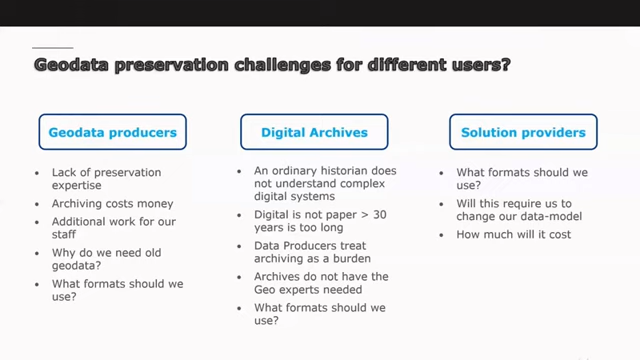 Geodata preservation challenges for different users?
Geodata producers
• Lack of preservation
expertise
• Archiving costs money
• Additional work for our
staff
• Why do we need old
geodata?
• What formats should we
use?
Digital Archives
• An ordinary historian does
not understand complex
digital systems
• Digital is not paper > 30
years is too long
• Data Producers treat
archiving as a burden
• Archives do not have the
Geo experts needed
• What formats should we
use?
Solution providers
• What formats should we
use?
• Will this require us to
change our data-model
• How much will it cost